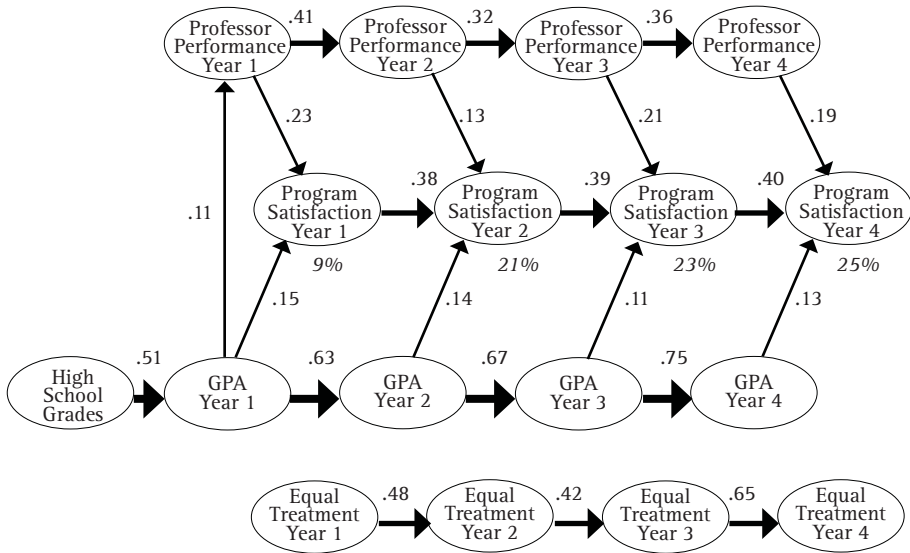 .41
.32
.36
Professor
Performance
Year 1
Professor
Performance
Year 2
Professor
Performance
Year 3
Professor
Performance
Year 4
.23
.13
.21
.19
.11
.38
.39
.40
Program
Satisfaction
Year 1
Program
Satisfaction
Year 2
Program
Satisfaction
Year 3
Program
Satisfaction
Year 4
9%
21%
23%
25%
.15
.14
.11
.13
.51
.63
.67
.75
High
School
Grades
GPA
Year 1
GPA
Year 2
GPA
Year 3
GPA
Year 4
.48
.42
.65
Equal
Treatment
Year 1
Equal
Treatment
Year 2
Equal
Treatment
Year 3
Equal
Treatment
Year 4